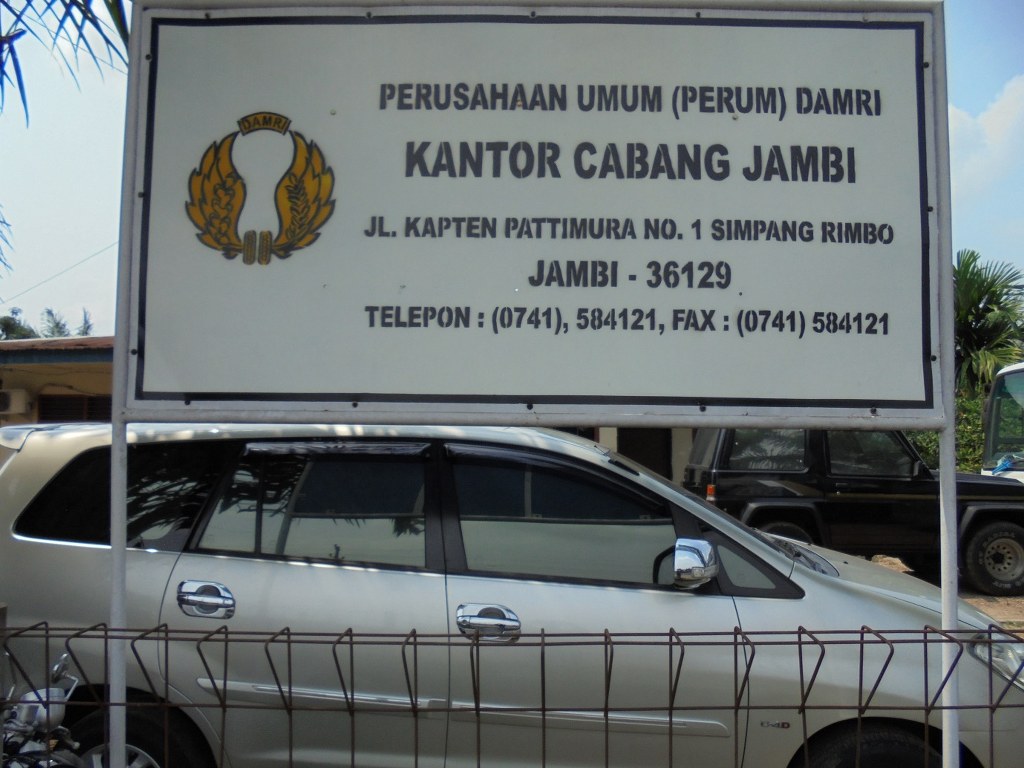 DAMRI
PERUSAHAAN UMUM (PERUM) DAMRI
KANTOR CABANG JAMBI
JL. KAPTEN PATTIMURA NO. 1 SIMPANG RIMBO
JAMBI - 36129
TELEPON : (0741), 584121, FAX : (0741) 584121